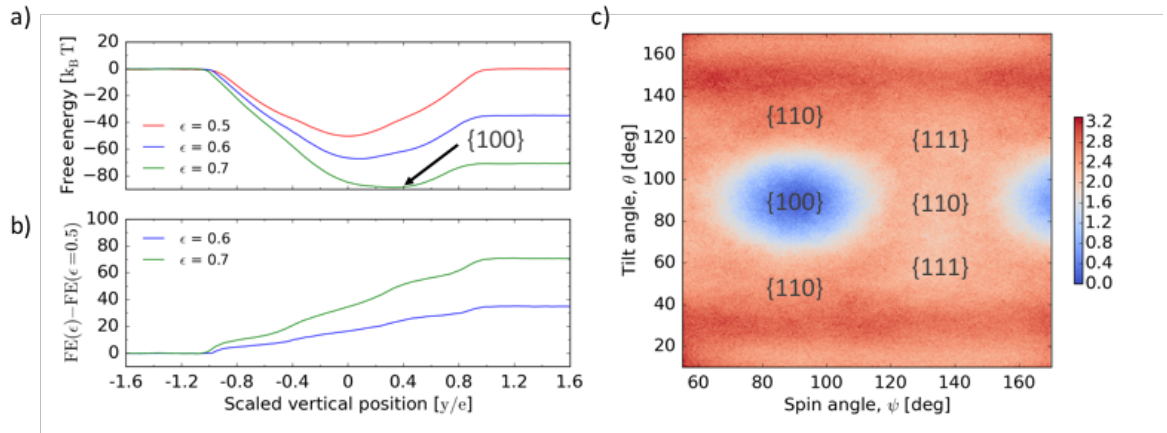 a)
20
0
−20
−40
−60
−80
Free energy [k_B T]
ϵ = 0.5
ϵ = 0.6
ϵ = 0.7
{100}
b)
100
80
60
40
20
0
FE(ϵ)−FE(ϵ=0.5)
ϵ = 0.6
ϵ = 0.7
-1.6 -1.2 -0.8 -0.4 0 0.4 0.8 1.2 1.6
Scaled vertical position [y/e]
c)
160
140
120
100
80
60
40
20
Tilt angle, θ [deg]
{110}
{111}
{100}
{110}
{111}
{110}
60 80 100 120 140 160
Spin angle, ψ [deg]
3.2
2.8
2.4
2.0
1.6
1.2
0.8
0.4
0.0